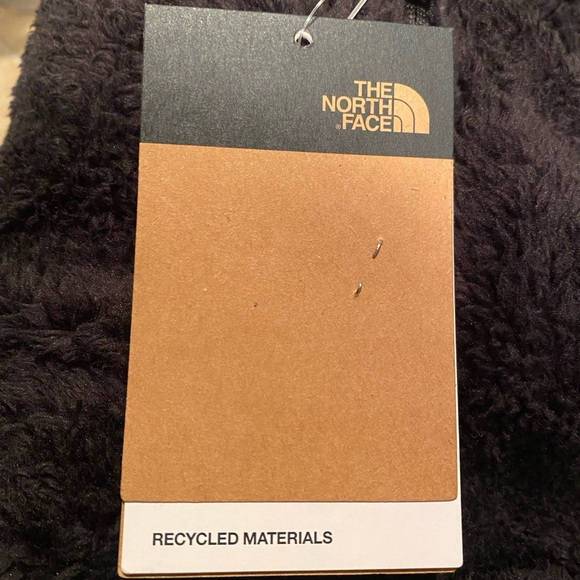 THE
NORTH
®FACE
RECYCLED MATERIALS